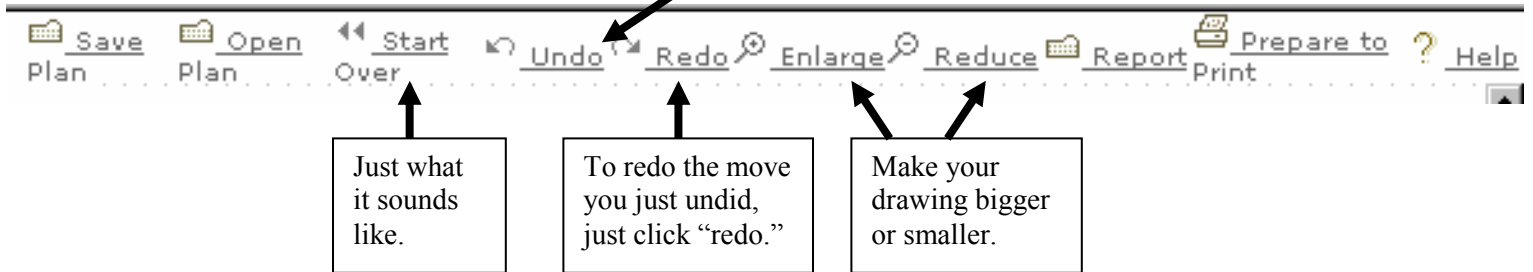 Save Plan
Open Plan
Start Over
Undo
Redo
Enlarge
Reduce
Report
Prepare to Print
? Help
Just what
it sounds
like.
To redo the move
you just undid,
just click “redo.”
Make your
drawing bigger
or smaller.